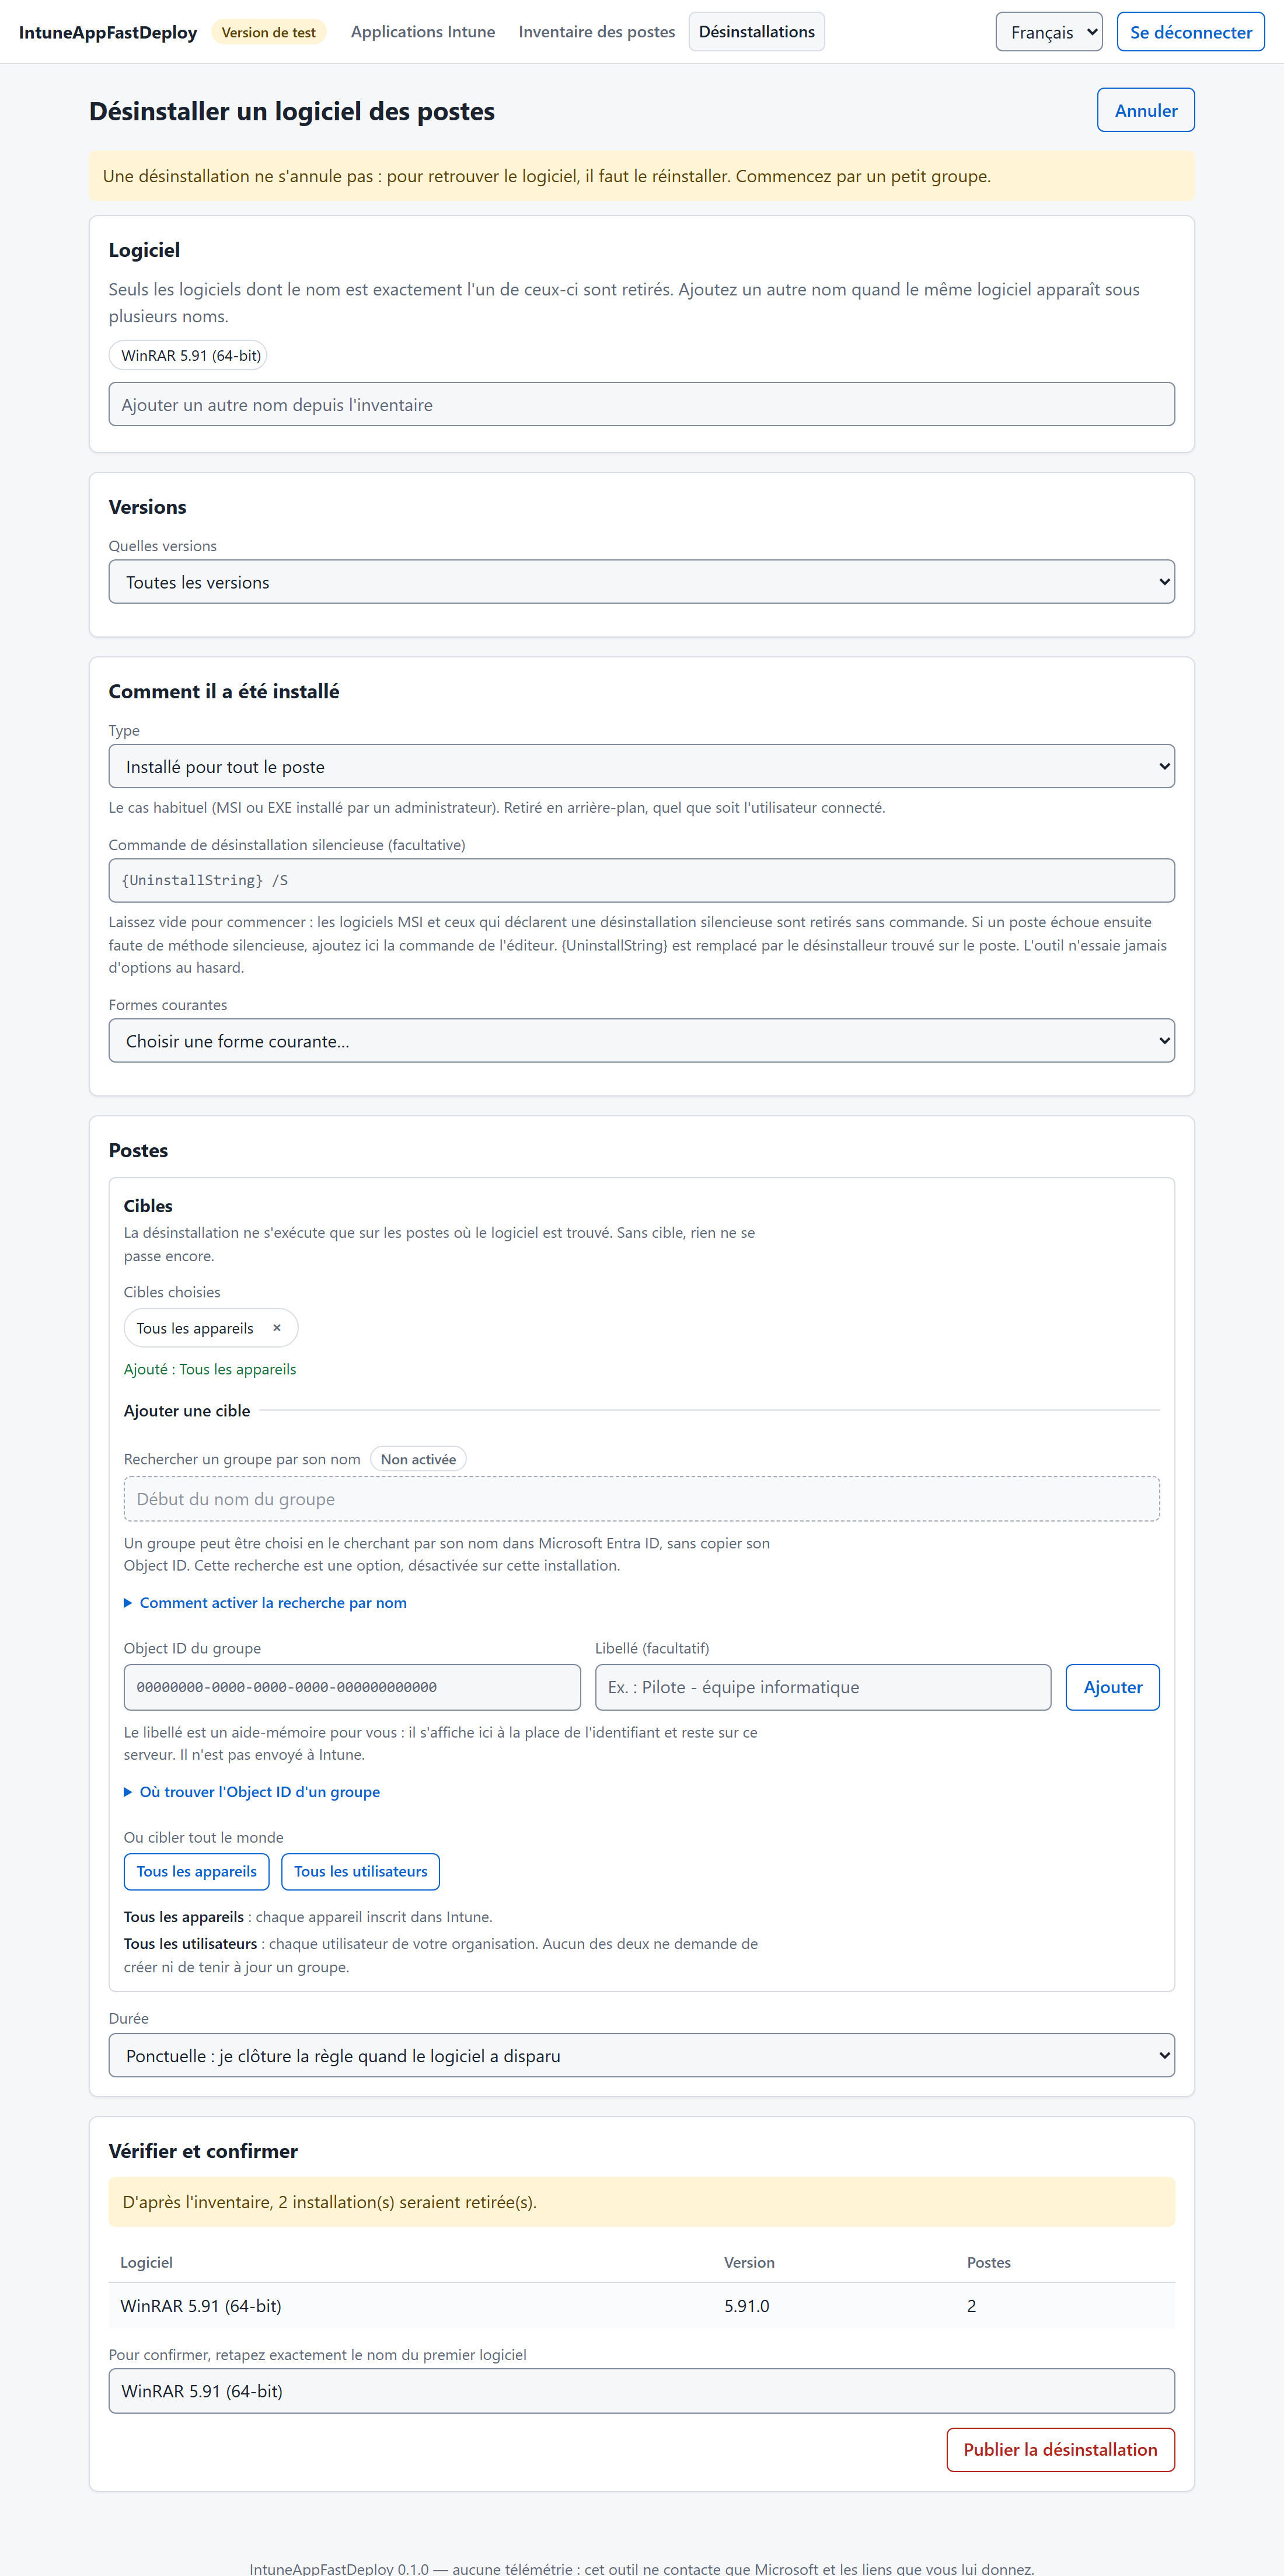 IntuneAppFastDeploy Version de test Applications Intune Inventaire des postes Désinstallations Français Se déconnecter
Désinstaller un logiciel des postes Annuler
Une désinstallation ne s'annule pas : pour retrouver le logiciel, il faut le réinstaller. Commencez par un petit groupe.
Logiciel
Seuls les logiciels dont le nom est exactement l'un de ceux-ci sont retirés. Ajoutez un autre nom quand le même logiciel apparaît sous
plusieurs noms.
WinRAR 5.91 (64-bit)
Ajouter un autre nom depuis l'inventaire
Versions
Quelles versions
Toutes les versions
Comment il a été installé
Type
Installé pour tout le poste
Le cas habituel (MSI ou EXE installé par un administrateur). Retiré en arrière-plan, quel que soit l'utilisateur connecté.
Commande de désinstallation silencieuse (facultative)
{UninstallString} /S
Laissez vide pour commencer : les logiciels MSI et ceux qui déclarent une désinstallation silencieuse sont retirés sans commande. Si un poste échoue ensuite
faute de méthode silencieuse, ajoutez ici la commande de l'éditeur. {UninstallString} est remplacé par le désinstalleur trouvé sur le poste. L'outil n'essaie jamais
d'options au hasard.
Formes courantes
Choisir une forme courante...
Postes
Cibles
La désinstallation ne s'exécute que sur les postes où le logiciel est trouvé. Sans cible, rien ne se
passe encore.
Cibles choisies
Tous les appareils ×
Ajouté : Tous les appareils
Ajouter une cible
Rechercher un groupe par son nom Non activée
Début du nom du groupe
Un groupe peut être choisi en le cherchant par son nom dans Microsoft Entra ID, sans copier son
Object ID. Cette recherche est une option, désactivée sur cette installation.
Comment activer la recherche par nom
Object ID du groupe Libellé (facultatif)
00000000-0000-0000-0000-000000000000 Ex. : Pilote - équipe informatique Ajouter
Le libellé est un aide-mémoire pour vous : il s'affiche ici à la place de l'identifiant et reste sur ce
serveur. Il n'est pas envoyé à Intune.
Où trouver l'Object ID d'un groupe
Ou cibler tout le monde
Tous les appareils Tous les utilisateurs
Tous les appareils : chaque appareil inscrit dans Intune.
Tous les utilisateurs : chaque utilisateur de votre organisation. Aucun des deux ne demande de
créer ni de tenir à jour un groupe.
Durée
Ponctuelle : je clôture la règle quand le logiciel a disparu
Vérifier et confirmer
D'après l'inventaire, 2 installation(s) seraient retirée(s).
Logiciel Version Postes
WinRAR 5.91 (64-bit) 5.91.0 2
Pour confirmer, retapez exactement le nom du premier logiciel
WinRAR 5.91 (64-bit)
Publier la désinstallation
IntuneAppFastDeploy 0.1.0 — aucune télémétrie : cet outil ne contacte que Microsoft et les liens que vous lui donnez.